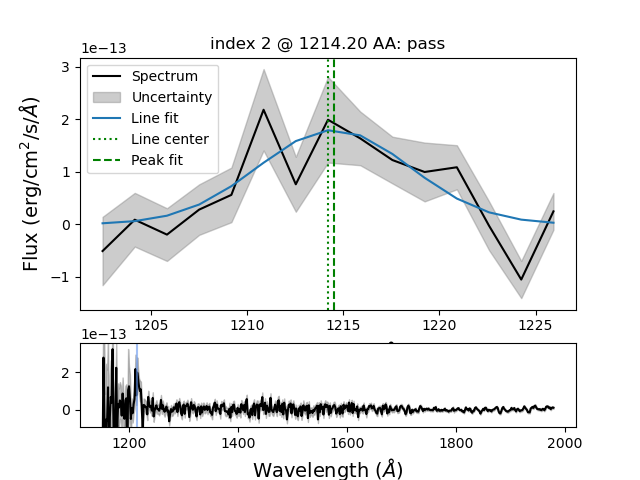 index 2 @ 1214.20 AA: pass
1e−13
Spectrum
Uncertainty
Line fit
Line center
Peak fit
3
2
1
0
−1
Flux (erg/cm²/s/Å)
1205 1210 1215 1220 1225
1e−13
2
0
1200 1400 1600 1800 2000
Wavelength (Å)